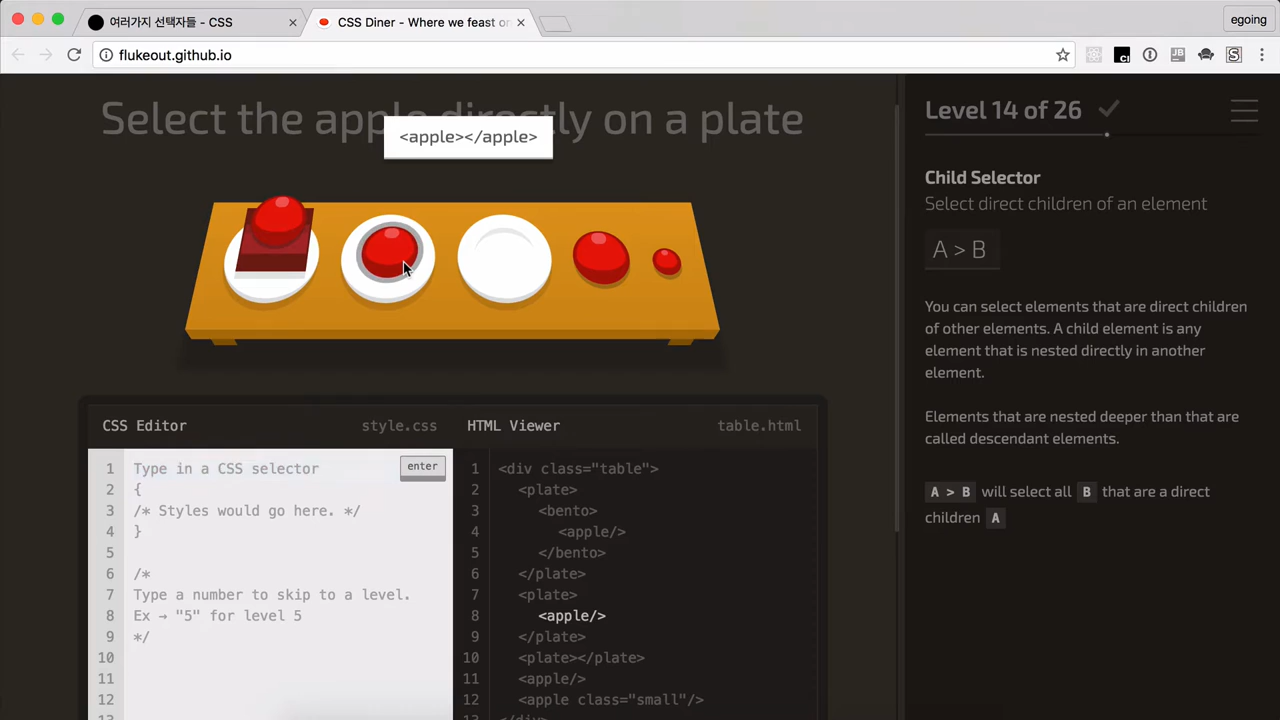 여러가지 선택자들 - CSS
CSS Diner - Where we feast on
egoing
flukeout.github.io
Select the apple directly on a plate
<apple></apple>
Level 14 of 26
Child Selector
Select direct children of an element
A > B
You can select elements that are direct children
of other elements. A child element is any
element that is nested directly in another
element.
Elements that are nested deeper than that are
called descendant elements.
A > B will select all B that are a direct
children A
CSS Editor
style.css
1 Type in a CSS selector
enter
2 {
3 /* Styles would go here. */
4 }
5
6 /*
7 Type a number to skip to a level.
8 Ex → "5" for level 5
9 */
10
11
12
13
HTML Viewer
table.html
1 <div class="table">
2 <plate>
3 <bento>
4 <apple/>
5 </bento>
6 </plate>
7 <plate>
8 <apple/>
9 </plate>
10 <plate></plate>
11 <apple/>
12 <apple class="small"/>
13 </div>